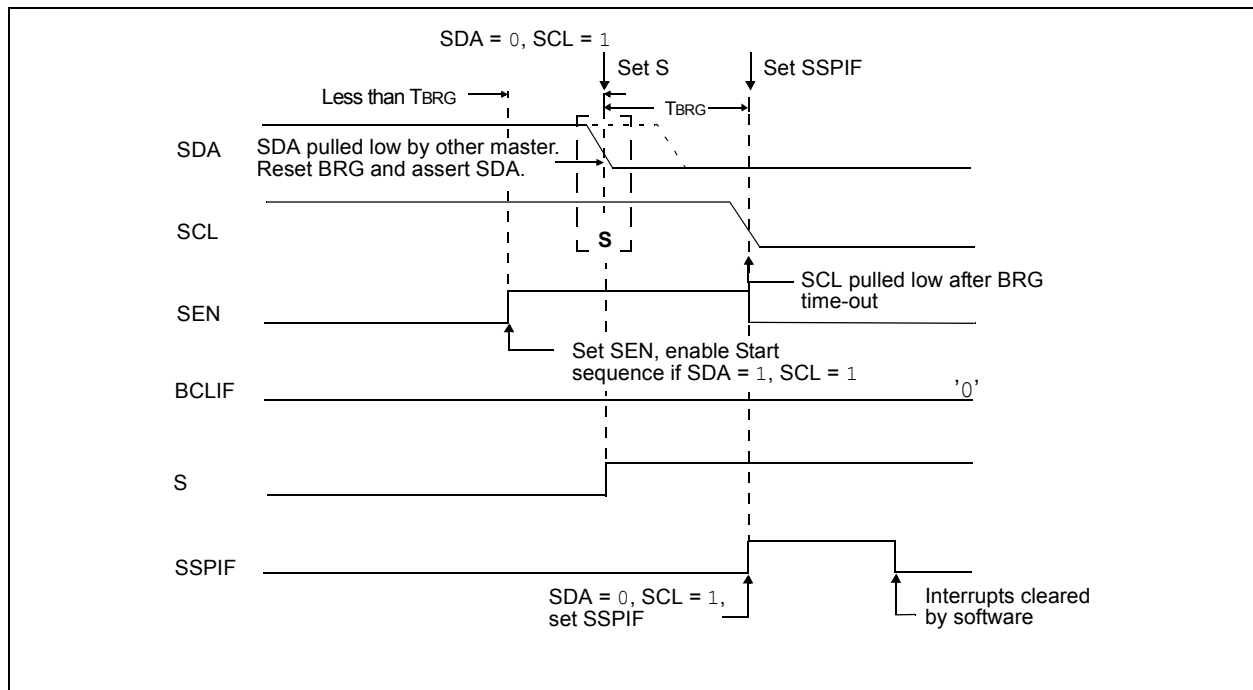 SDA = 0, SCL = 1
Set S
Set SSPIF
Less than TBRG
TBRG
SDA
SDA pulled low by other master.
Reset BRG and assert SDA.
SCL
S
SCL pulled low after BRG
time-out
SEN
Set SEN, enable Start
sequence if SDA = 1, SCL = 1
BCLIF
'0'
S
SSPIF
SDA = 0, SCL = 1,
set SSPIF
Interrupts cleared
by software